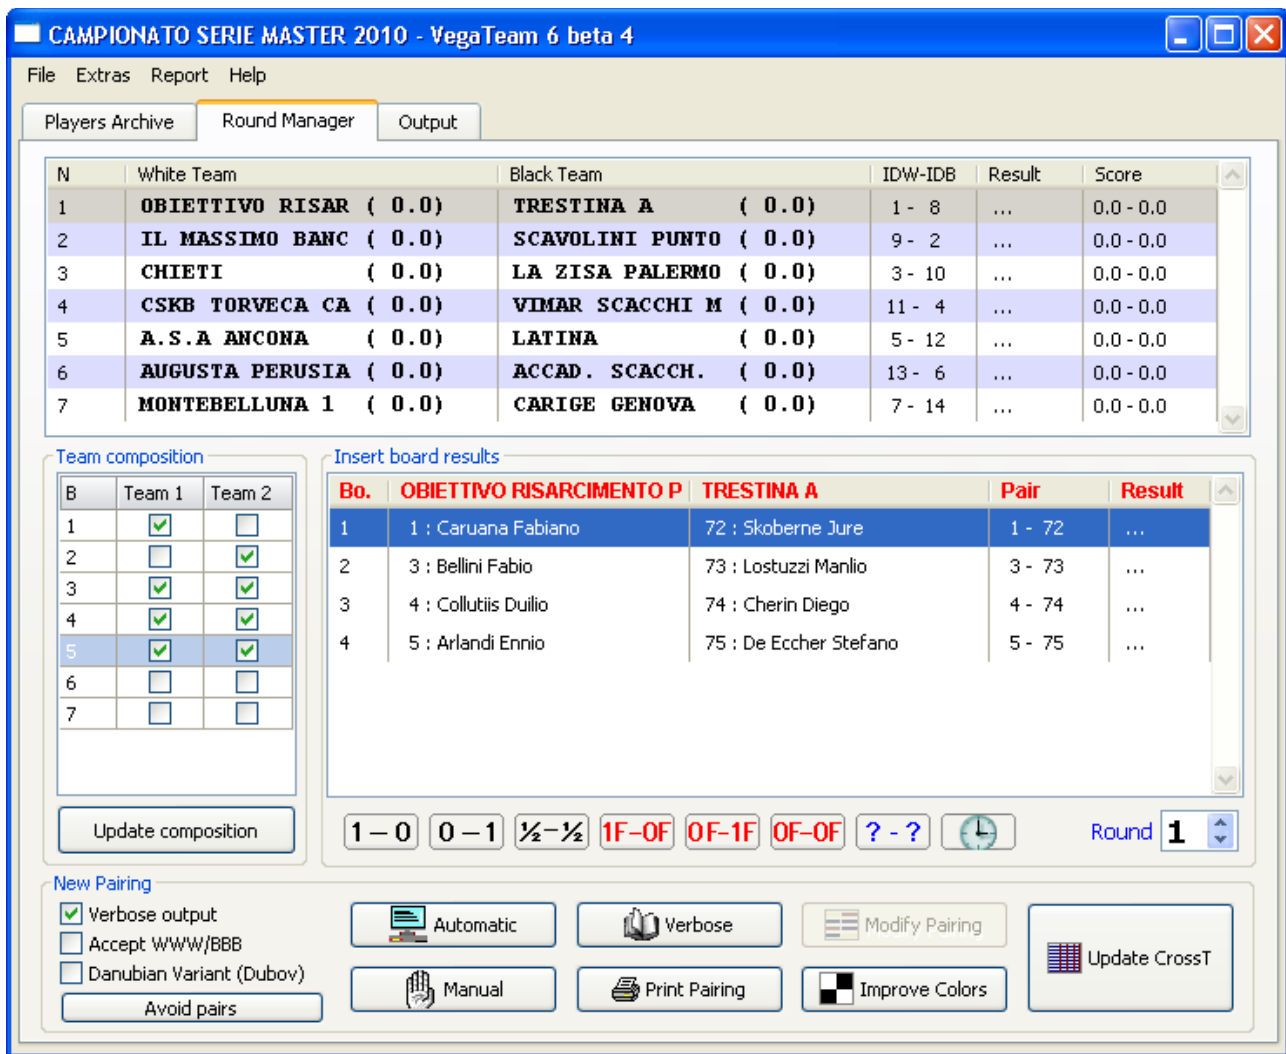 CAMPIONATO SERIE MASTER 2010 - VegaTeam 6 beta 4
File Extras Report Help
Players Archive Round Manager Output
N White Team Black Team IDW-IDB Result Score
1 OBIETTIVO RISAR ( 0.0) TRESTINA A ( 0.0) 1 - 8 ... 0.0 - 0.0
2 IL MASSIMO BANC ( 0.0) SCAVOLINI PUNTO ( 0.0) 9 - 2 ... 0.0 - 0.0
3 CHIETI ( 0.0) LA ZISA PALERMO ( 0.0) 3 - 10 ... 0.0 - 0.0
4 CSKB TORVECA CA ( 0.0) VIMAR SCACCHI M ( 0.0) 11 - 4 ... 0.0 - 0.0
5 A.S.A ANCONA ( 0.0) LATINA ( 0.0) 5 - 12 ... 0.0 - 0.0
6 AUGUSTA PERUSIA ( 0.0) ACCAD. SCACCH. ( 0.0) 13 - 6 ... 0.0 - 0.0
7 MONTEBELLUNA 1 ( 0.0) CARIGE GENOVA ( 0.0) 7 - 14 ... 0.0 - 0.0
Team composition
B Team 1 Team 2
1
2
3
4
5
6
7
Update composition
Insert board results
Bo. OBIETTIVO RISARCIMENTO P TRESTINA A Pair Result
1 1 : Caruana Fabiano 72 : Skoberne Jure 1 - 72 ...
2 3 : Bellini Fabio 73 : Lostuzzi Manlio 3 - 73 ...
3 4 : Collutiis Duilio 74 : Cherin Diego 4 - 74 ...
4 5 : Arlandi Ennio 75 : De Eccher Stefano 5 - 75 ...
1 – 0 0 – 1 ½–½ 1F–0F 0F-1F 0F–0F ? - ? Round 1
New Pairing
Verbose output
Accept WWW/BBB
Danubian Variant (Dubov)
Avoid pairs
Automatic Verbose Modify Pairing
Manual Print Pairing Improve Colors
Update CrossT